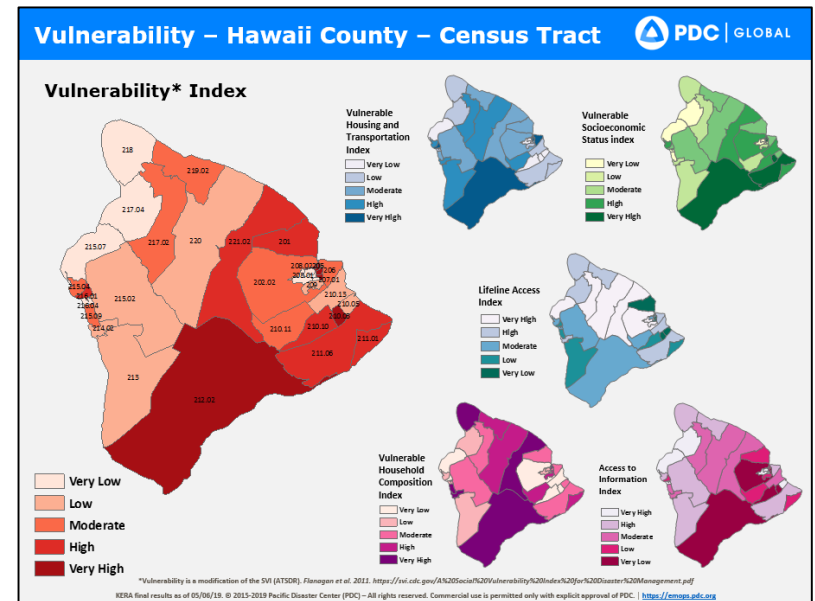 Vulnerability – Hawaii County – Census Tract
PDC | GLOBAL
Vulnerability* Index
218
219.02
217.04
217.02
220
221.02
201
215.07
202.02
207.01
209
210.13
210.05
215.04
215.02
215.09
214.02
210.11
210.10
211.01
211.06
213
212.02
Very Low
Low
Moderate
High
Very High
Vulnerable
Housing and
Transportation
Index
Very Low
Low
Moderate
High
Very High
Vulnerable
Socioeconomic
Status index
Very Low
Low
Moderate
High
Very High
Lifeline Access
Index
Very High
High
Moderate
Low
Very Low
Vulnerable
Household
Composition
Index
Very Low
Low
Moderate
High
Very High
Access to
Information
Index
Very High
High
Moderate
Low
Very Low
*Vulnerability is a modification of the SVI (ATSDR). Flanagan et al. 2011. https://svi.cdc.gov/A%20Social%20Vulnerability%20Index%20for%20Disaster%20Management.pdf
KERA final results as of 05/06/19. © 2015-2019 Pacific Disaster Center (PDC) – All rights reserved. Commercial use is permitted only with explicit approval of PDC. | https://emops.pdc.org